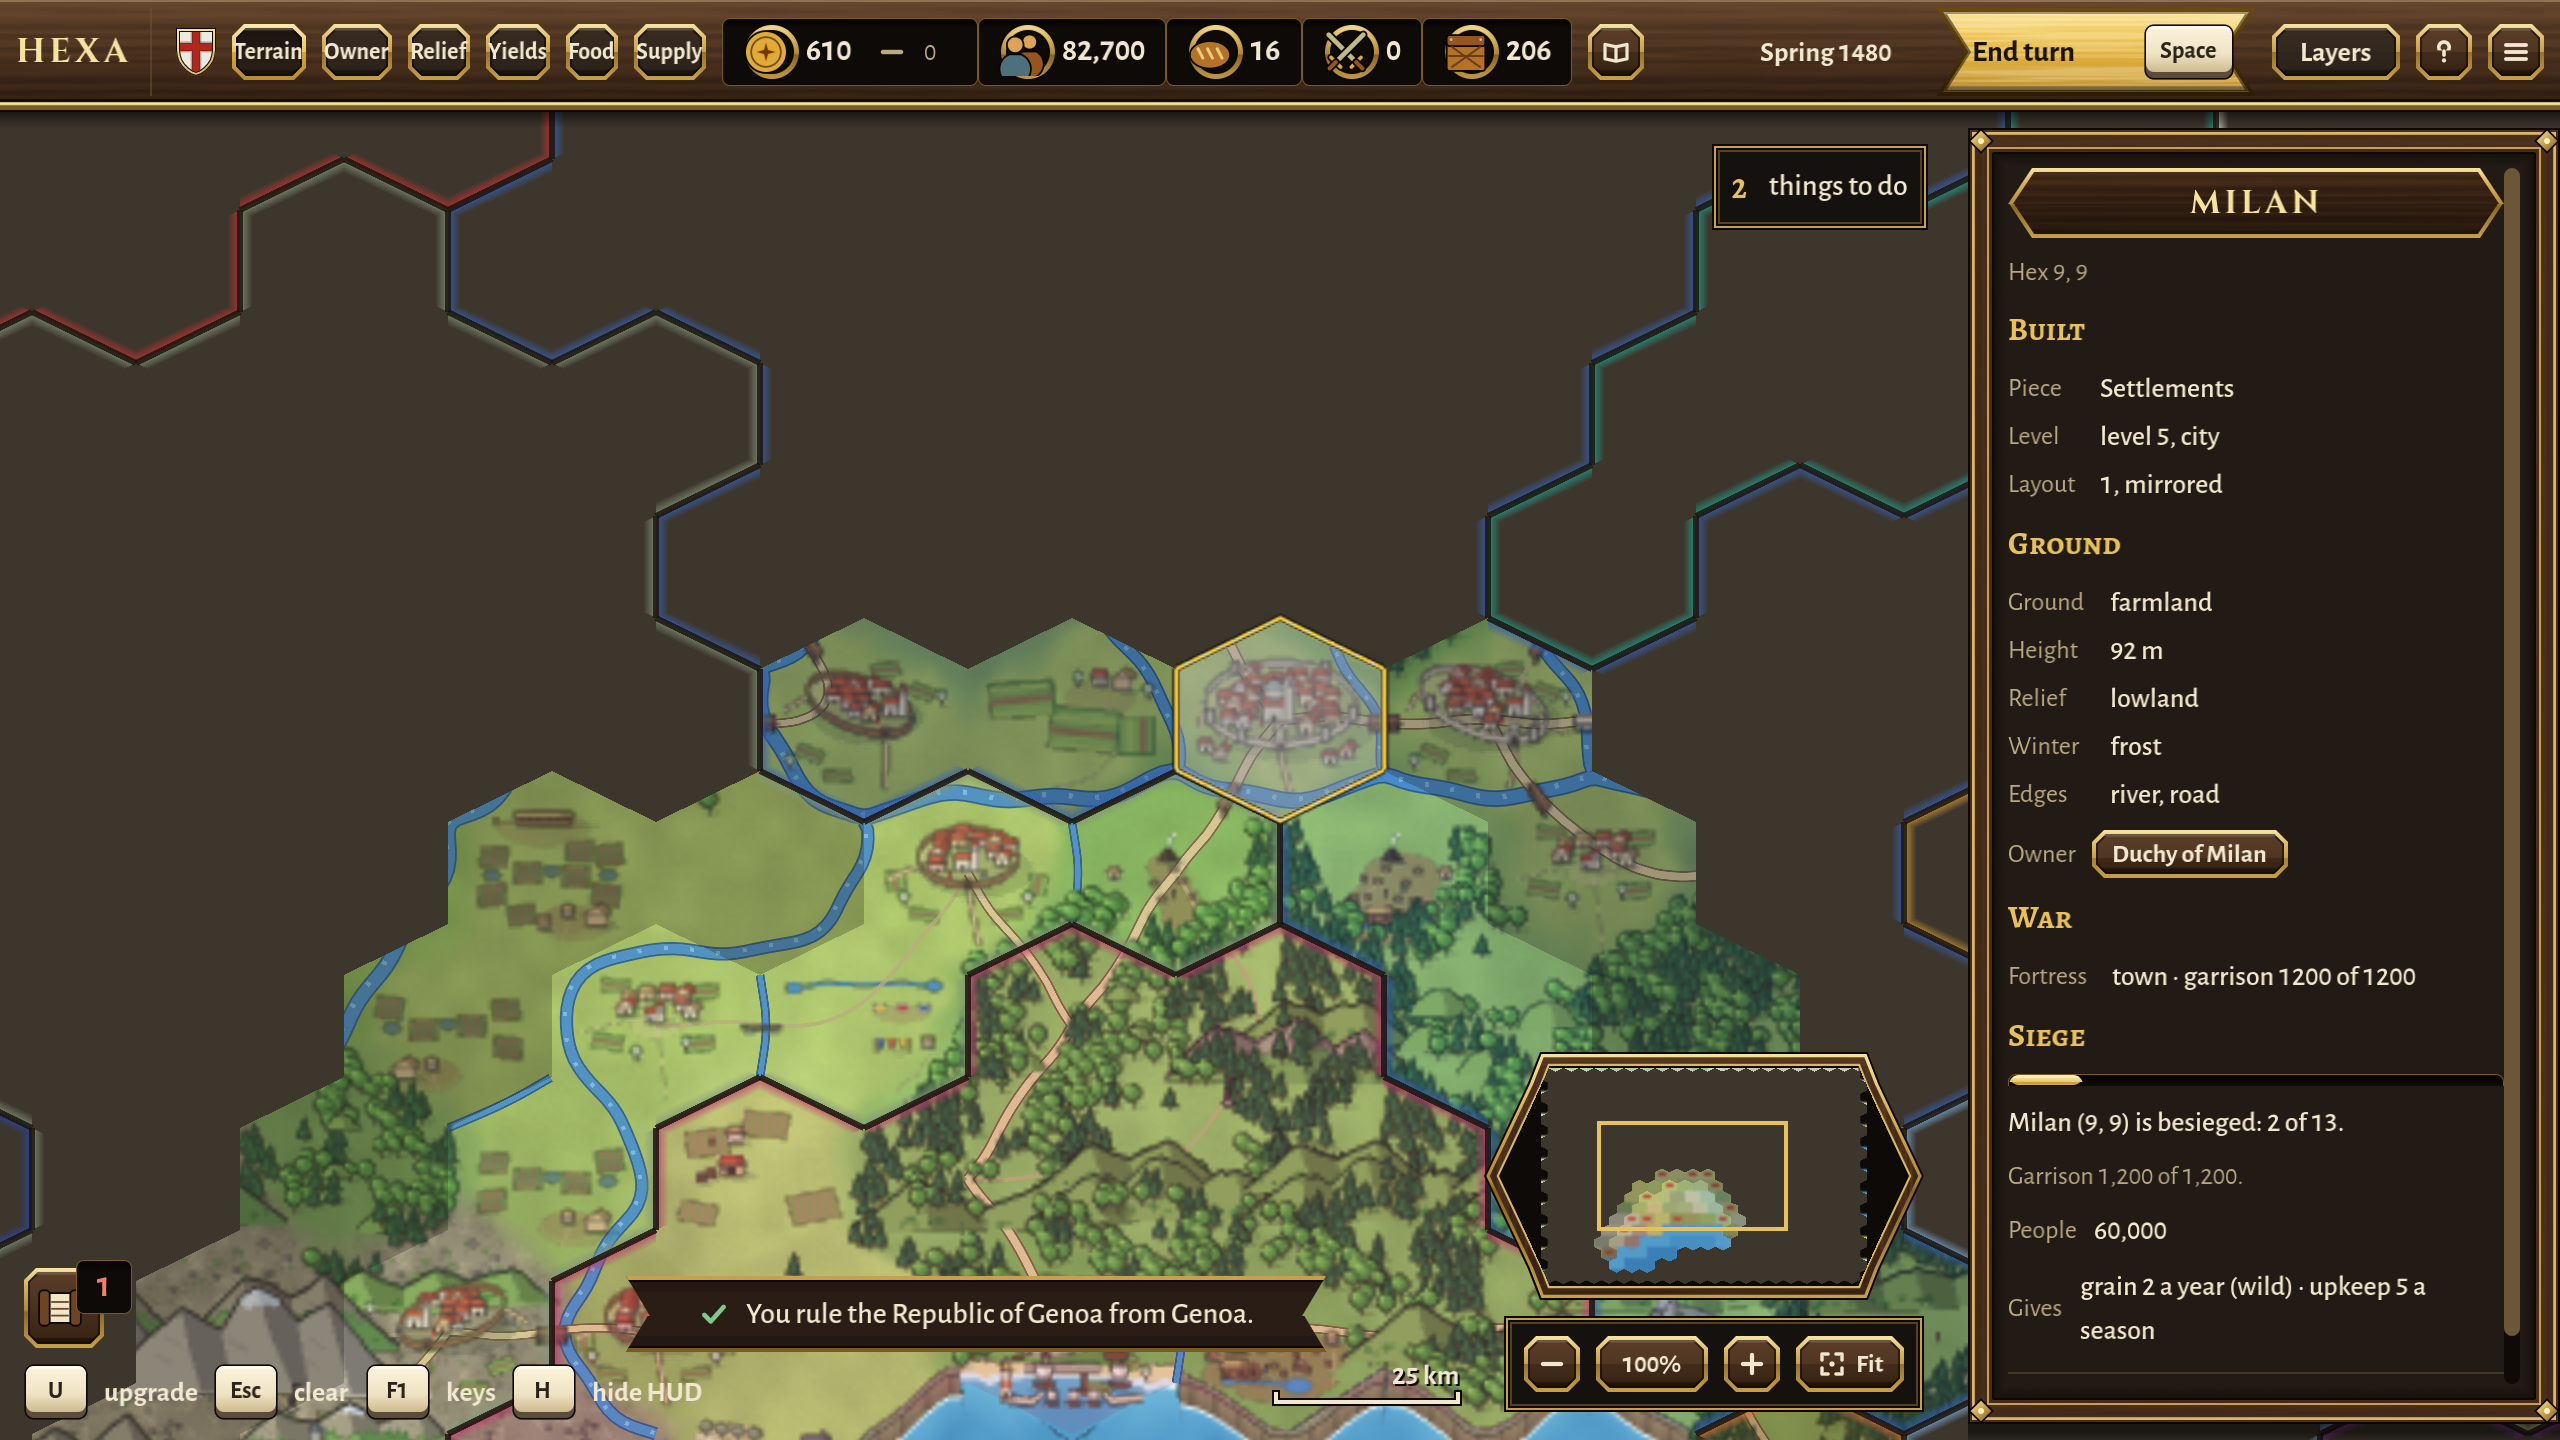 HEXA
Terrain
Owner
Relief
Yields
Food
Supply
610 – 0
82,700
16
0
206
Spring 1480
End turn
Space
Layers
?
2 things to do
MILAN
Hex 9, 9
BUILT
Piece Settlements
Level level 5, city
Layout 1, mirrored
GROUND
Ground farmland
Height 92 m
Relief lowland
Winter frost
Edges river, road
Owner Duchy of Milan
WAR
Fortress town · garrison 1200 of 1200
SIEGE
Milan (9, 9) is besieged: 2 of 13.
Garrison 1,200 of 1,200.
People 60,000
Gives grain 2 a year (wild) · upkeep 5 a
season
1
You rule the Republic of Genoa from Genoa.
U upgrade
Esc clear
F1 keys
H hide HUD
25 km
− 100% + Fit